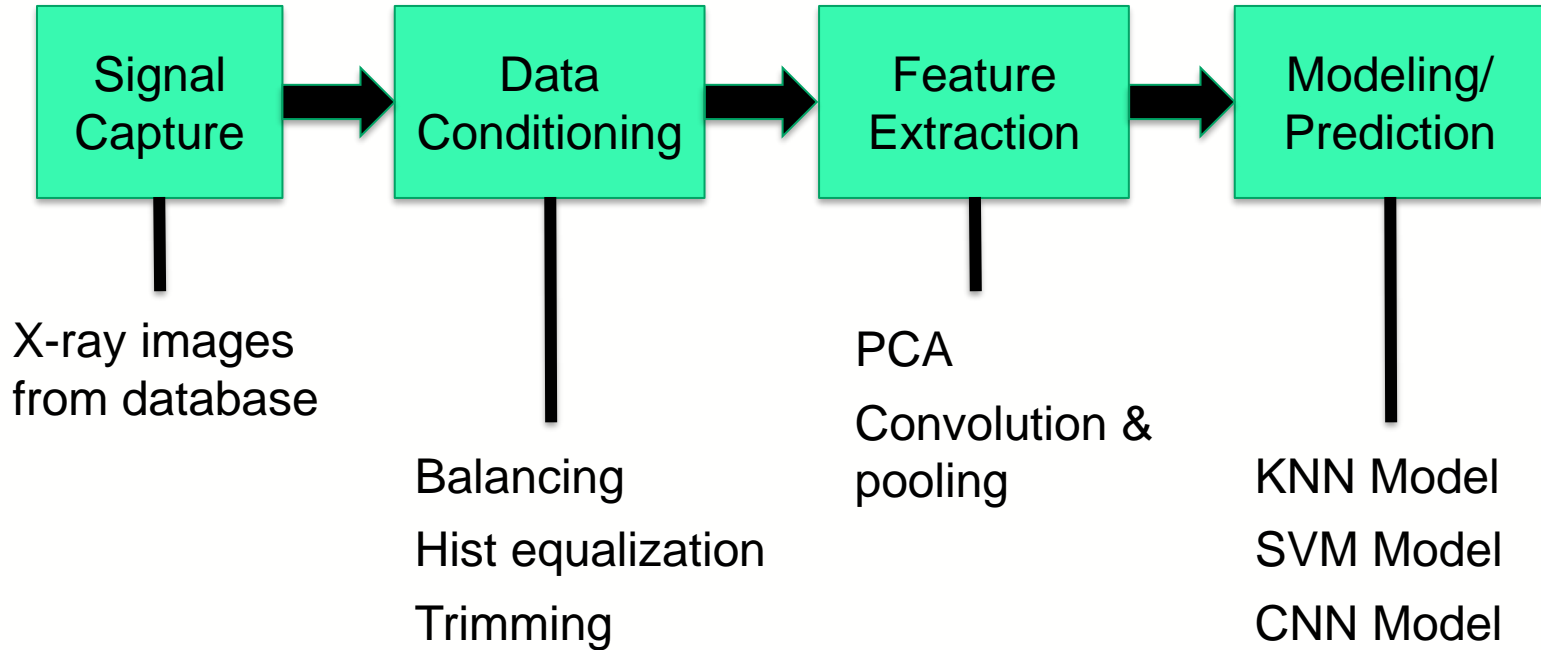 Signal
Capture
Data
Conditioning
Feature
Extraction
Modeling/
Prediction
X-ray images
from database
Balancing
Hist equalization
Trimming
PCA
Convolution &
pooling
KNN Model
SVM Model
CNN Model